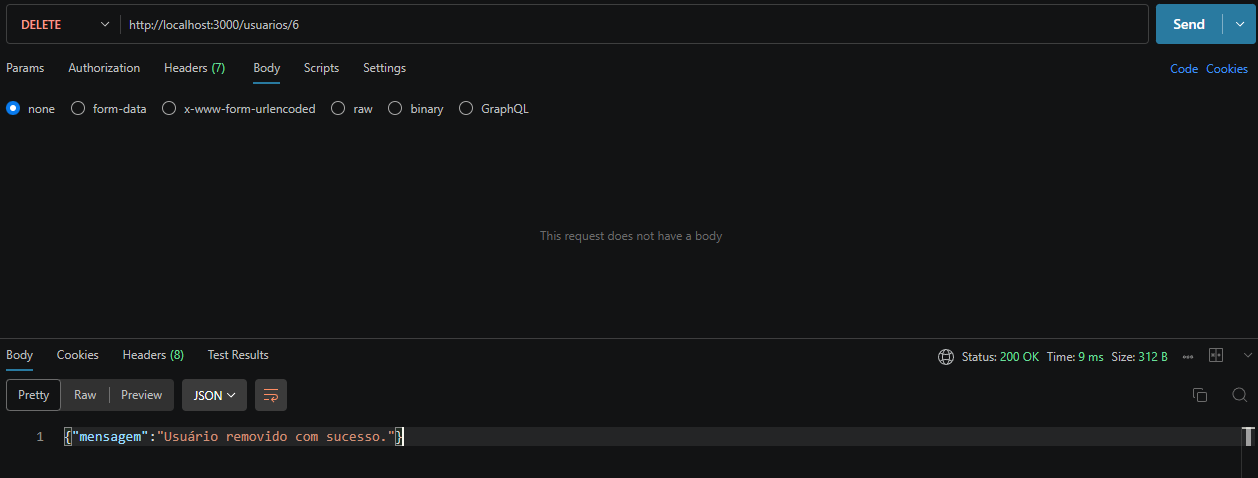 DELETE http://localhost:3000/usuarios/6 Send
Params Authorization Headers (7) Body Scripts Settings Code Cookies
none form-data x-www-form-urlencoded raw binary GraphQL
This request does not have a body
Body Cookies Headers (8) Test Results Status: 200 OK Time: 9 ms Size: 312 B
Pretty Raw Preview JSON
1 {"mensagem":"Usuário removido com sucesso."}